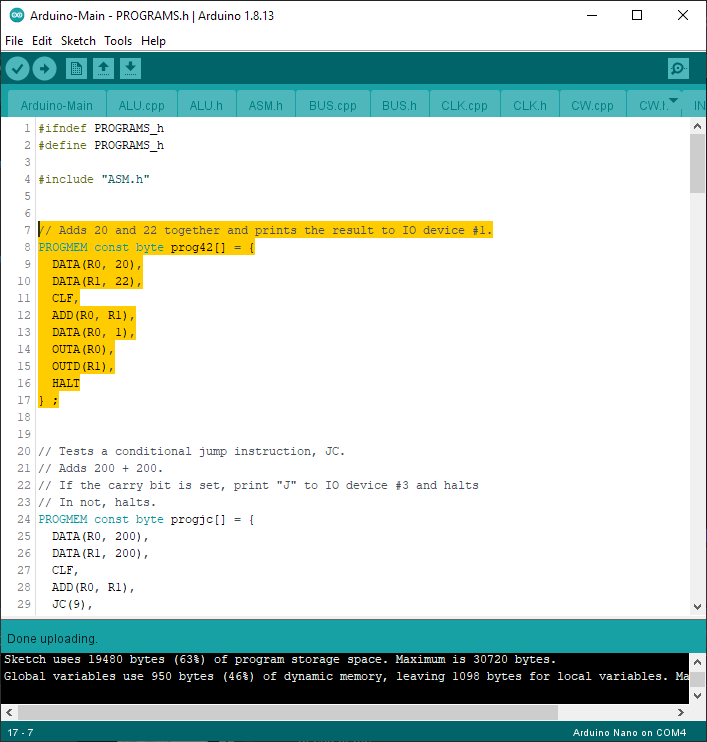 Arduino-Main - PROGRAMS.h | Arduino 1.8.13
File Edit Sketch Tools Help
Arduino-Main ALU.cpp ALU.h ASM.h BUS.cpp BUS.h CLK.cpp CLK.h CW.cpp CW.h IN
1 #ifndef PROGRAMS_h
2 #define PROGRAMS_h
3
4 #include "ASM.h"
5
6
7 // Adds 20 and 22 together and prints the result to IO device #1.
8 PROGMEM const byte prog42[] = {
9 DATA(R0, 20),
10 DATA(R1, 22),
11 CLF,
12 ADD(R0, R1),
13 DATA(R0, 1),
14 OUTA(R0),
15 OUTD(R1),
16 HALT
17 } ;
18
19
20 // Tests a conditional jump instruction, JC.
21 // Adds 200 + 200.
22 // If the carry bit is set, print "J" to IO device #3 and halts
23 // In not, halts.
24 PROGMEM const byte progjc[] = {
25 DATA(R0, 200),
26 DATA(R1, 200),
27 CLF,
28 ADD(R0, R1),
29 JC(9),
Done uploading.
Sketch uses 19480 bytes (63%) of program storage space. Maximum is 30720 bytes.
Global variables use 950 bytes (46%) of dynamic memory, leaving 1098 bytes for local variables. Ma
17 - 7 Arduino Nano on COM4